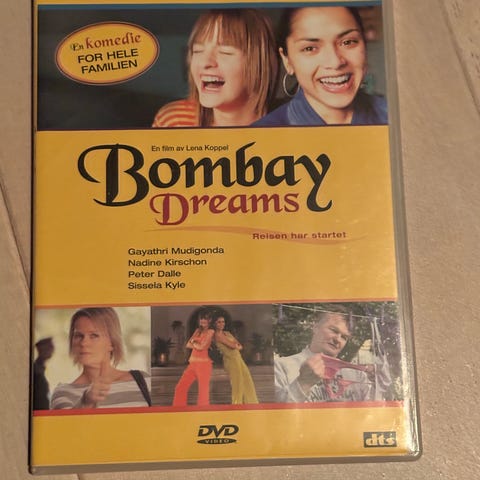 En komedie
FOR HELE
FAMILIEN
En film av Lena Koppel
Bombay
Dreams
Reisen har startet
Gayathri Mudigonda
Nadine Kirschon
Peter Dalle
Sissela Kyle
DVD
VIDEO
dts